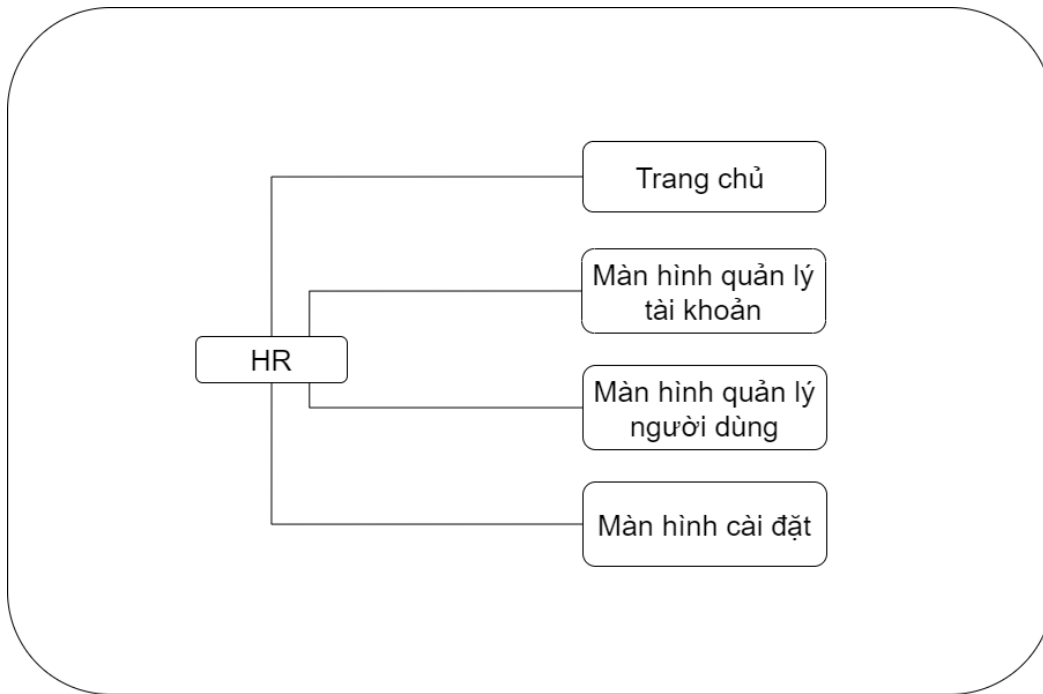 Trang chủ
Màn hình quản lý
tài khoản
HR
Màn hình quản lý
người dùng
Màn hình cài đặt